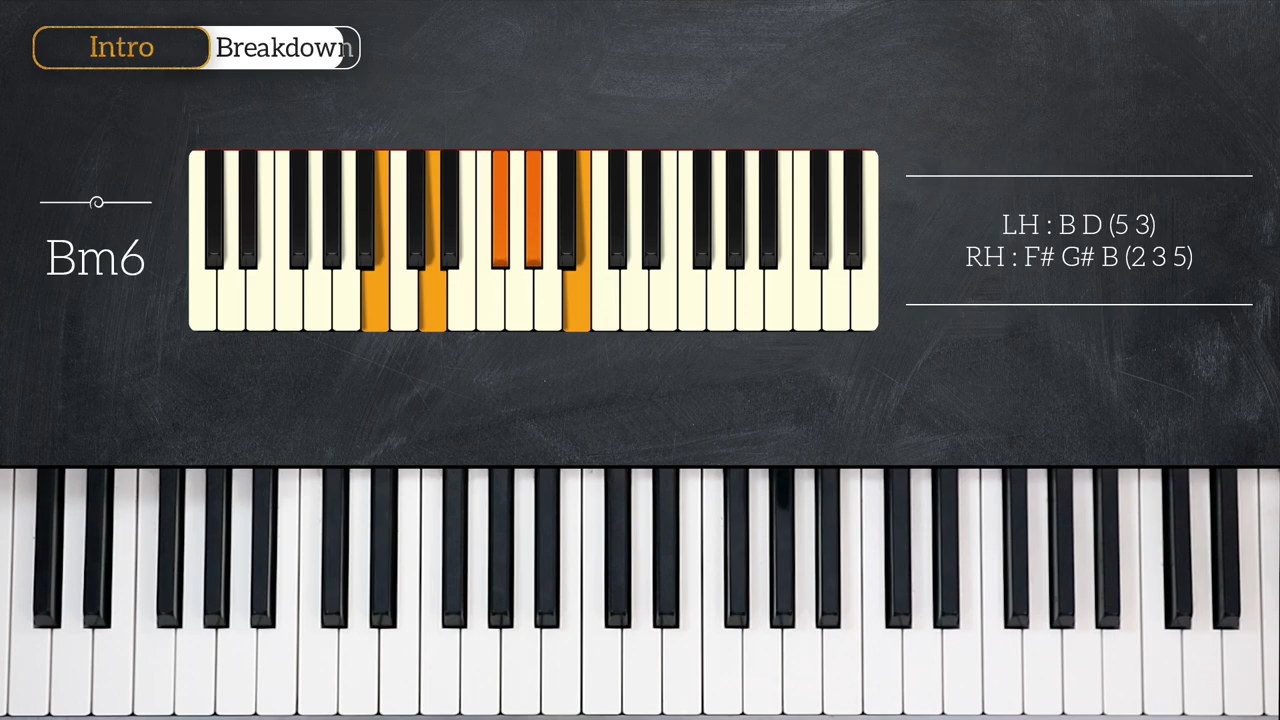 Intro
Breakdown
Bm6
LH : B D (5 3)
RH : F# G# B (2 3 5)